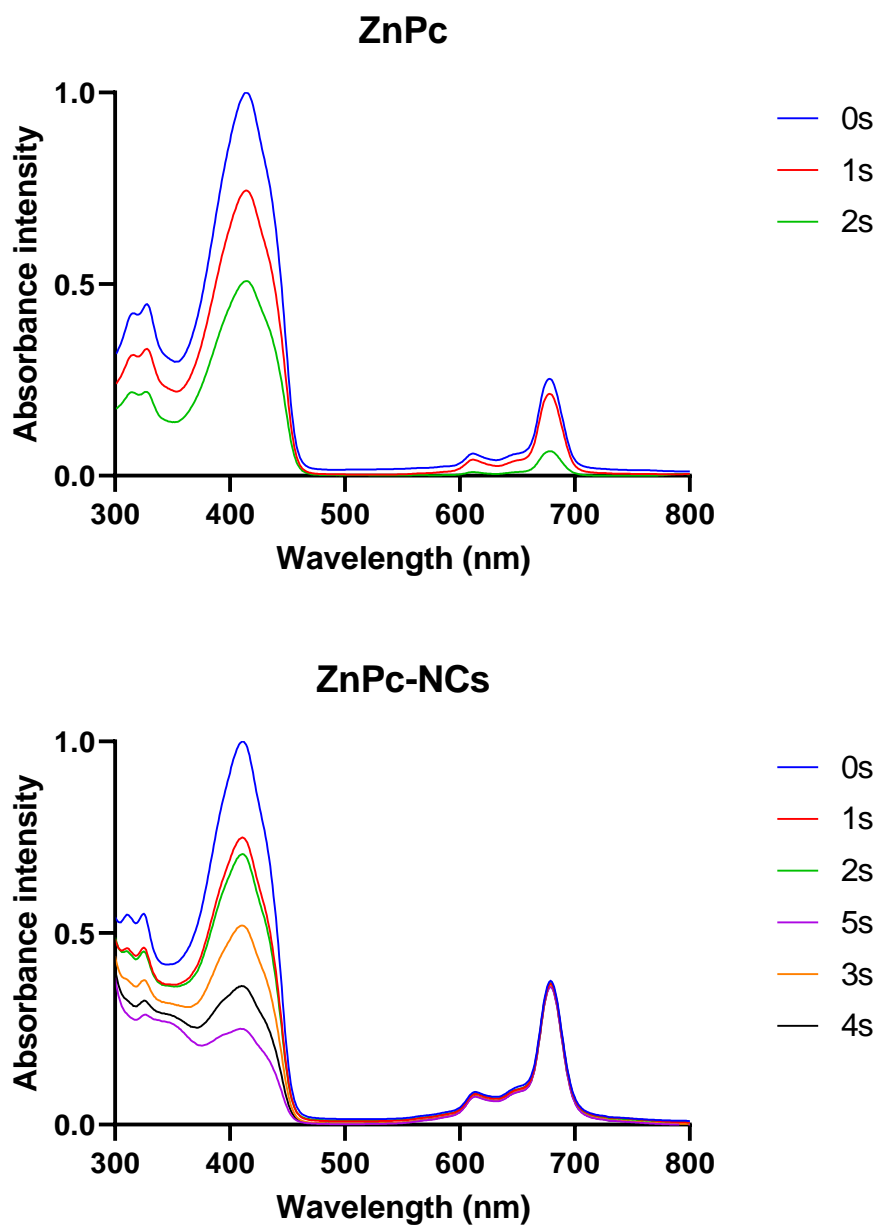 ZnPc
1.0
0.5
0.0
Absorbance intensity
300 400 500 600 700 800
Wavelength (nm)
0s
1s
2s
ZnPc-NCs
1.0
0.5
0.0
Absorbance intensity
300 400 500 600 700 800
Wavelength (nm)
0s
1s
2s
5s
3s
4s